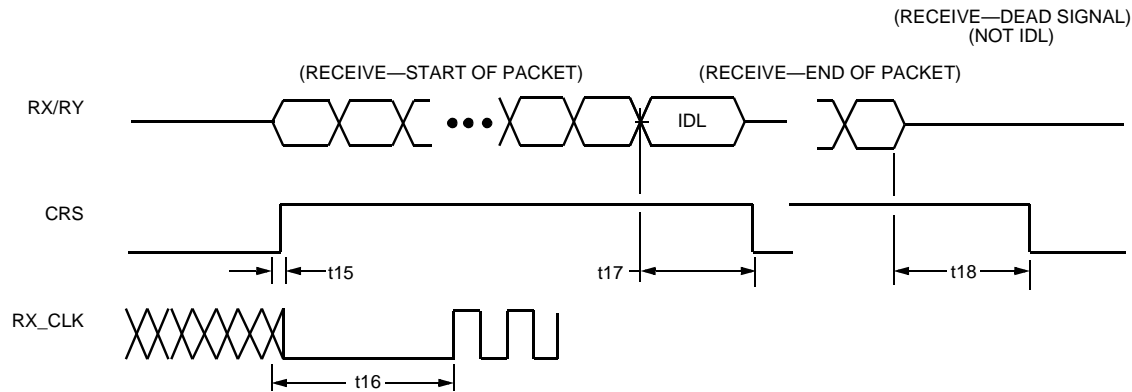 (RECEIVE—DEAD SIGNAL)
(NOT IDL)
(RECEIVE—START OF PACKET)
(RECEIVE—END OF PACKET)
RX/RY
IDL
CRS
t15
t17
t18
RX_CLK
t16